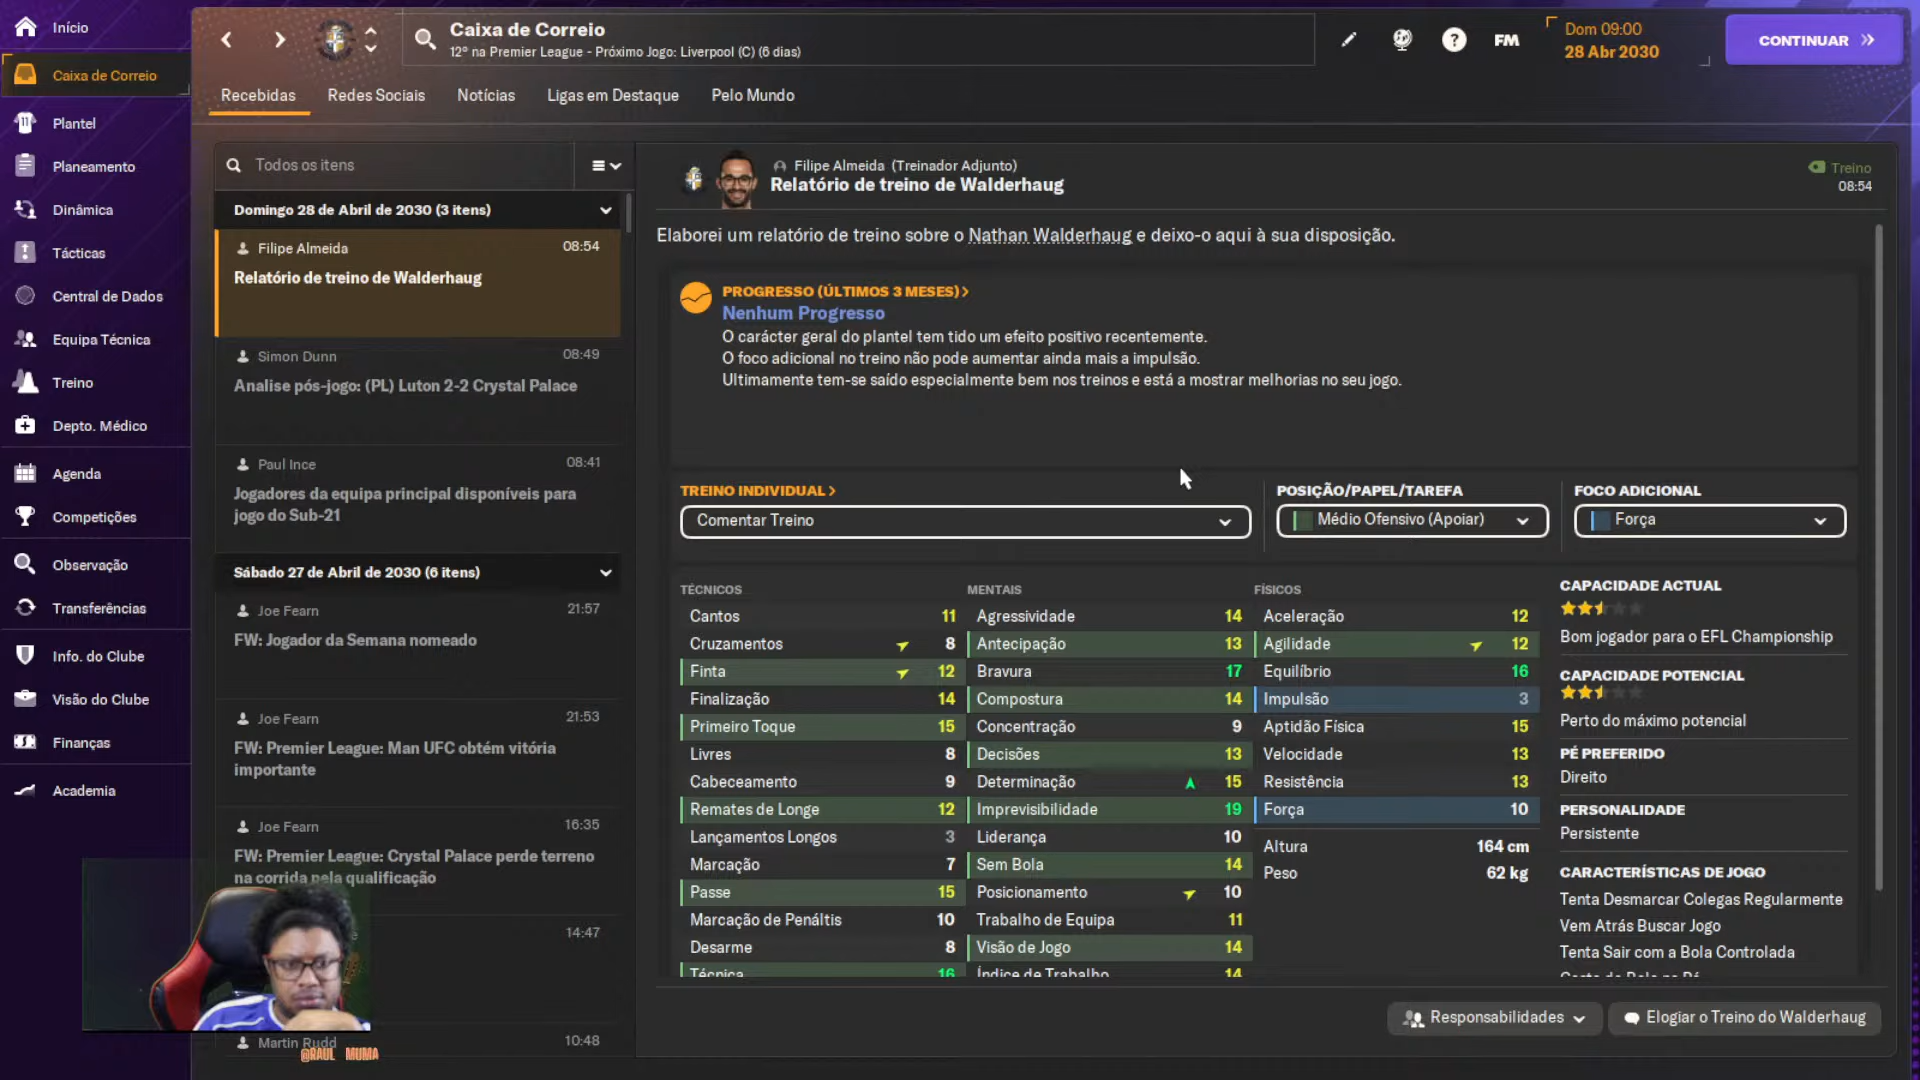 Início
Caixa de Correio
Plantel
Planeamento
Dinâmica
Tácticas
Central de Dados
Equipa Técnica
Treino
Depto. Médico
Agenda
Competições
Observação
Transferências
Info. do Clube
Visão do Clube
Finanças
Academia
Caixa de Correio
12º na Premier League - Próximo Jogo: Liverpool (C) (6 dias)
?
FM
Dom 09:00
28 Abr 2030
CONTINUAR
Recebidas
Redes Sociais
Notícias
Ligas em Destaque
Pelo Mundo
Todos os itens
Domingo 28 de Abril de 2030 (3 itens)
Filipe Almeida 08:54
Relatório de treino de Walderhaug
Simon Dunn 08:49
Analise pós-jogo: (PL) Luton 2-2 Crystal Palace
Paul Ince 08:41
Jogadores da equipa principal disponíveis para
jogo do Sub-21
Sábado 27 de Abril de 2030 (6 itens)
Joe Fearn 21:57
FW: Jogador da Semana nomeado
Joe Fearn 21:53
FW: Premier League: Man UFC obtém vitória
importante
Joe Fearn 16:35
FW: Premier League: Crystal Palace perde terreno
na corrida pela qualificação
14:47
Martin Rudd 10:48
@RAUL_MUMA
Filipe Almeida (Treinador Adjunto)
Relatório de treino de Walderhaug
Treino
08:54
Elaborei um relatório de treino sobre o Nathan Walderhaug e deixo-o aqui à sua disposição.
PROGRESSO (ÚLTIMOS 3 MESES)
Nenhum Progresso
O carácter geral do plantel tem tido um efeito positivo recentemente.
O foco adicional no treino não pode aumentar ainda mais a impulsão.
Ultimamente tem-se saído especialmente bem nos treinos e está a mostrar melhorias no seu jogo.
TREINO INDIVIDUAL
Comentar Treino
POSIÇÃO/PAPEL/TAREFA
Médio Ofensivo (Apoiar)
FOCO ADICIONAL
Força
TÉCNICOS
Cantos 11
Cruzamentos 8
Finta 12
Finalização 14
Primeiro Toque 15
Livres 8
Cabeceamento 9
Remates de Longe 12
Lançamentos Longos 3
Marcação 7
Passe 15
Marcação de Penáltis 10
Desarme 8
Técnica 16
MENTAIS
Agressividade 14
Antecipação 13
Bravura 17
Compostura 14
Concentração 9
Decisões 13
Determinação 15
Imprevisibilidade 19
Liderança 10
Sem Bola 14
Posicionamento 10
Trabalho de Equipa 11
Visão de Jogo 14
Índice de Trabalho 14
FÍSICOS
Aceleração 12
Agilidade 12
Equilíbrio 16
Impulsão 3
Aptidão Física 15
Velocidade 13
Resistência 13
Força 10
Altura 164 cm
Peso 62 kg
CAPACIDADE ACTUAL
Bom jogador para o EFL Championship
CAPACIDADE POTENCIAL
Perto do máximo potencial
PÉ PREFERIDO
Direito
PERSONALIDADE
Persistente
CARACTERÍSTICAS DE JOGO
Tenta Desmarcar Colegas Regularmente
Vem Atrás Buscar Jogo
Tenta Sair com a Bola Controlada
Responsabilidades
Elogiar o Treino do Walderhaug